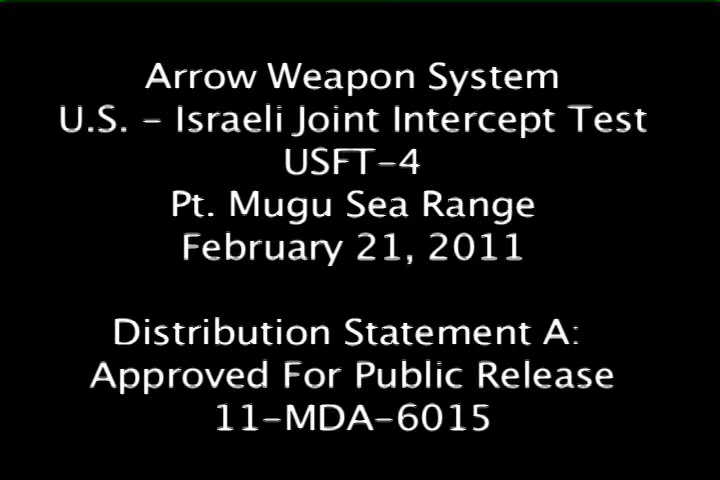 Arrow Weapon System
U.S. - Israeli Joint Intercept Test
USFT-4
Pt. Mugu Sea Range
February 21, 2011
Distribution Statement A:
Approved For Public Release
11-MDA-6015